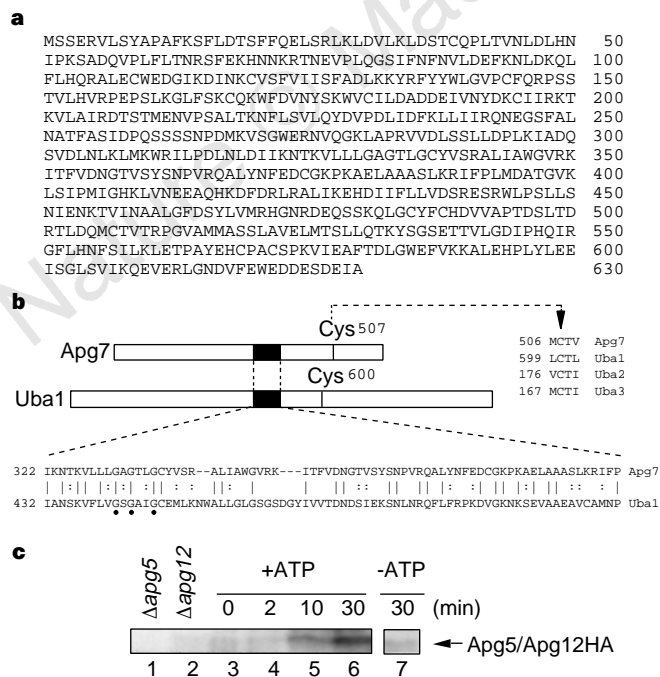 a
MSSERVLSYAPAFKSFLDTSFFQELSRLKLDVLKLDSTCQPLTVNLDLHN 50
IPKSADQVPLFLTNRSFEKHNNKRTNEVPLQGSIFNFNVLDEFKNLDKQL 100
FLHQRALECWEDGIKDINKCVSFVIISFADLKKYRFYYWLGVPCFQRPSS 150
TVLHVRPEPSLKGLFSKCQKWFDVNYSKWVCILDADDEIVNYDKCIIRKT 200
KVLAIRDTSTMENVPSALTKNFLSVLQYDVPDLIDFKLLIIRQNEGSFAL 250
NATFASIDPQSSSSNPDMKVSGWERNVQGKLAPRVVDLSSLLDPLKIADQ 300
SVDLNLKLMKWRILPDLNLDIIKNTKVLLLGAGTLGCYVSRALIAWGVRK 350
ITFVDNGTVSYSNPVRQALYNFEDCGKPKAELAAASLKRIFPLMDATGVK 400
LSIPMIGHKLVNEEAQHKDFDRLRALIKEHDIIFLLVDSRESRWLPSLLS 450
NIENKTVINAALGFDSYLVMRHGNRDEQSSKQLGCYFCHDVVAPTDSLTD 500
RTLDQMCTVTRPGVAMMASSLAVELMTSLLQTKYSGSETTVLGDIPHQIR 550
GFLHNFSILKLETPAYEHCPACSPKVIEAFTDLGWEFVKKALEHPLYLEE 600
ISGLSVIKQEVERLGNDVFEWEDDESDEIA 630
b
Cys507
Apg7
Cys600
Uba1
506 MCTV Apg7
599 LCTL Uba1
176 VCTI Uba2
167 MCTI Uba3
322 IKNTKVLLLGAGTLGCYVSR--ALIAWGVRK---ITFVDNGTVSYSNPVRQALYNFEDCGKPKAELAAASLKRIFP Apg7
432 IANSKVFLVGSGAIGCEMLKNWALLGLGSGSDGYIVVTDNDSIEKSNLNRQFLFRPKDVGKNKSEVAAEAVCAMNP Uba1
c
Δapg5
Δapg12
+ATP
-ATP
0 2 10 30 30 (min)
Apg5/Apg12HA
1 2 3 4 5 6 7